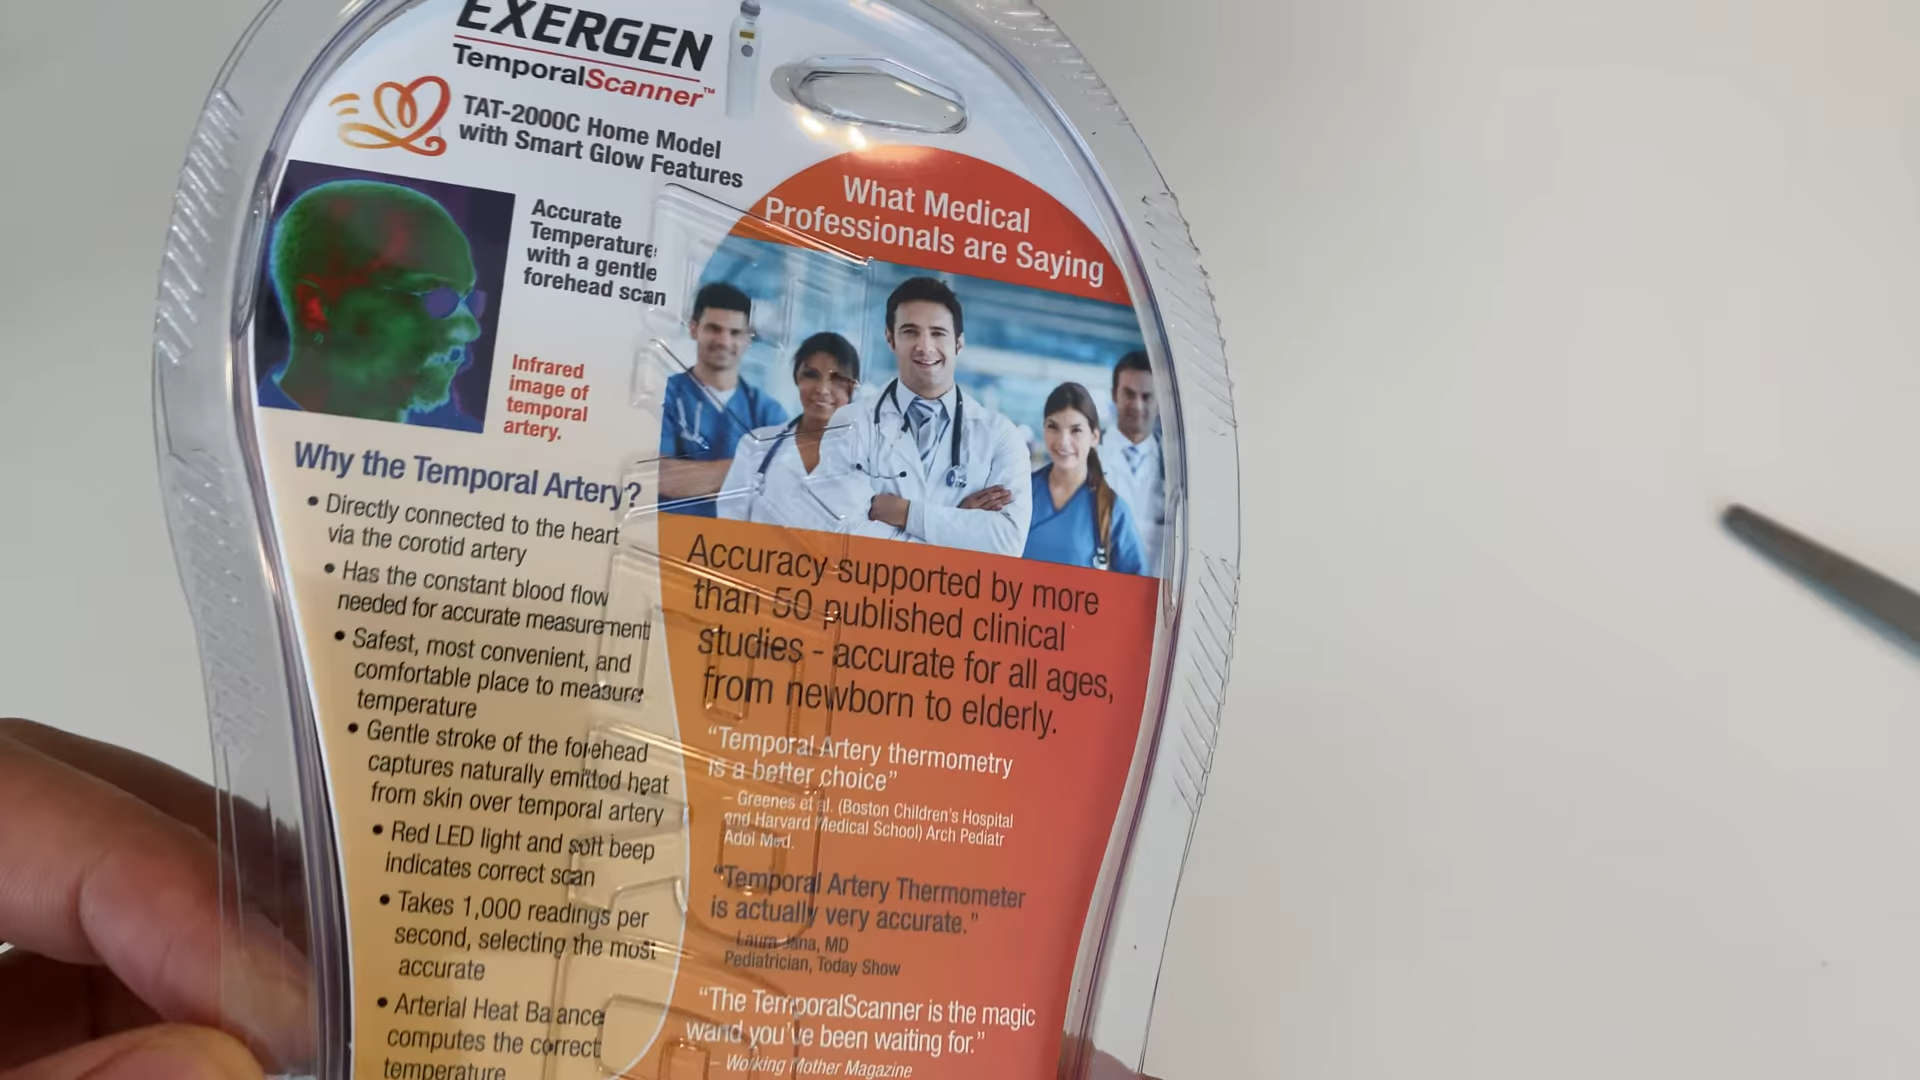 EXERGEN
TemporalScanner™
TAT-2000C Home Model
with Smart Glow Features
Accurate
Temperature
with a gentle
forehead scan
Infrared
image of
temporal
artery.
Why the Temporal Artery?
• Directly connected to the heart
via the corotid artery
• Has the constant blood flow
needed for accurate measurement
• Safest, most convenient, and
comfortable place to measure
temperature
• Gentle stroke of the forehead
captures naturally emitted heat
from skin over temporal artery
• Red LED light and soft beep
indicates correct scan
• Takes 1,000 readings per
second, selecting the most
accurate
• Arterial Heat Balance
computes the correct
temperature
What Medical
Professionals are Saying
Accuracy supported by more
than 50 published clinical
studies - accurate for all ages,
from newborn to elderly.
“Temporal Artery thermometry
is a better choice”
– Greenes et al. (Boston Children's Hospital
and Harvard Medical School) Arch Pediatr
Adol Med.
“Temporal Artery Thermometer
is actually very accurate.”
Laura Jana, MD
Pediatrician, Today Show
“The TemporalScanner is the magic
wand you've been waiting for.”
– Working Mother Magazine